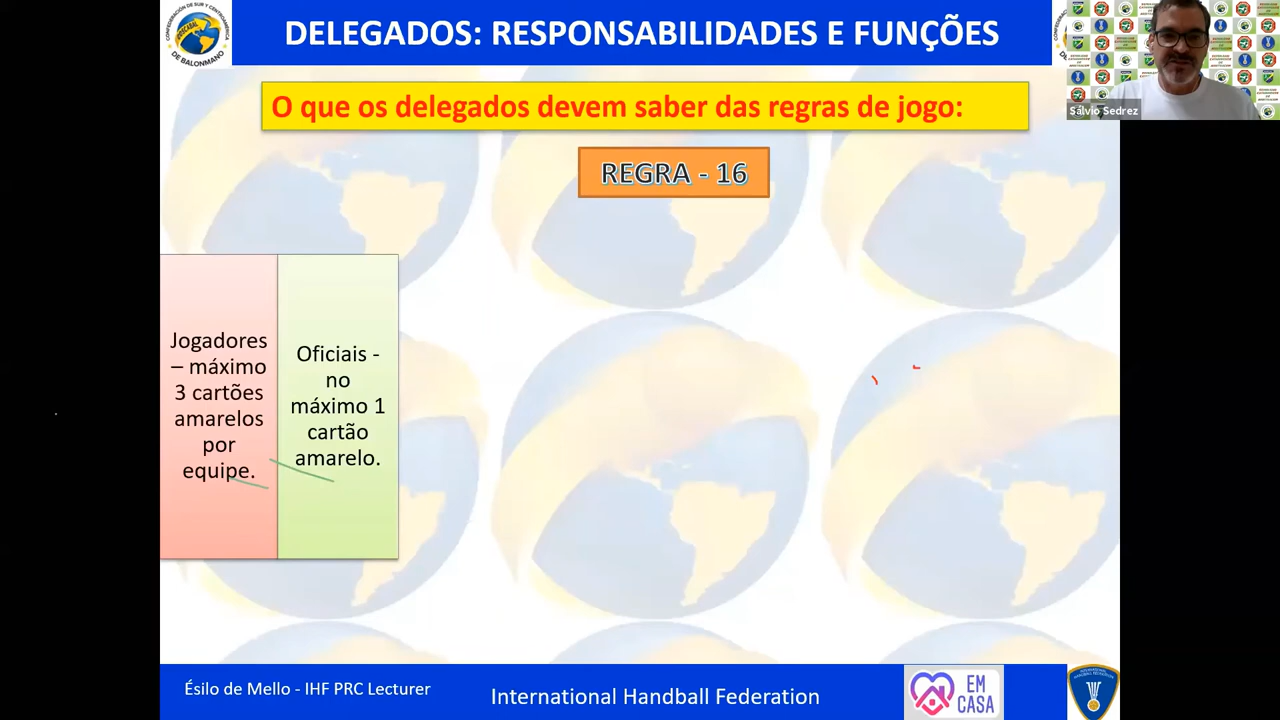 DELEGADOS: RESPONSABILIDADES E FUNÇÕES
Sálvio Sedrez
O que os delegados devem saber das regras de jogo:
REGRA - 16
Jogadores
– máximo
3 cartões
amarelos
por
equipe.
Oficiais -
no
máximo 1
cartão
amarelo.
Ésilo de Mello - IHF PRC Lecturer
International Handball Federation
EM
CASA
DE BALONMANO